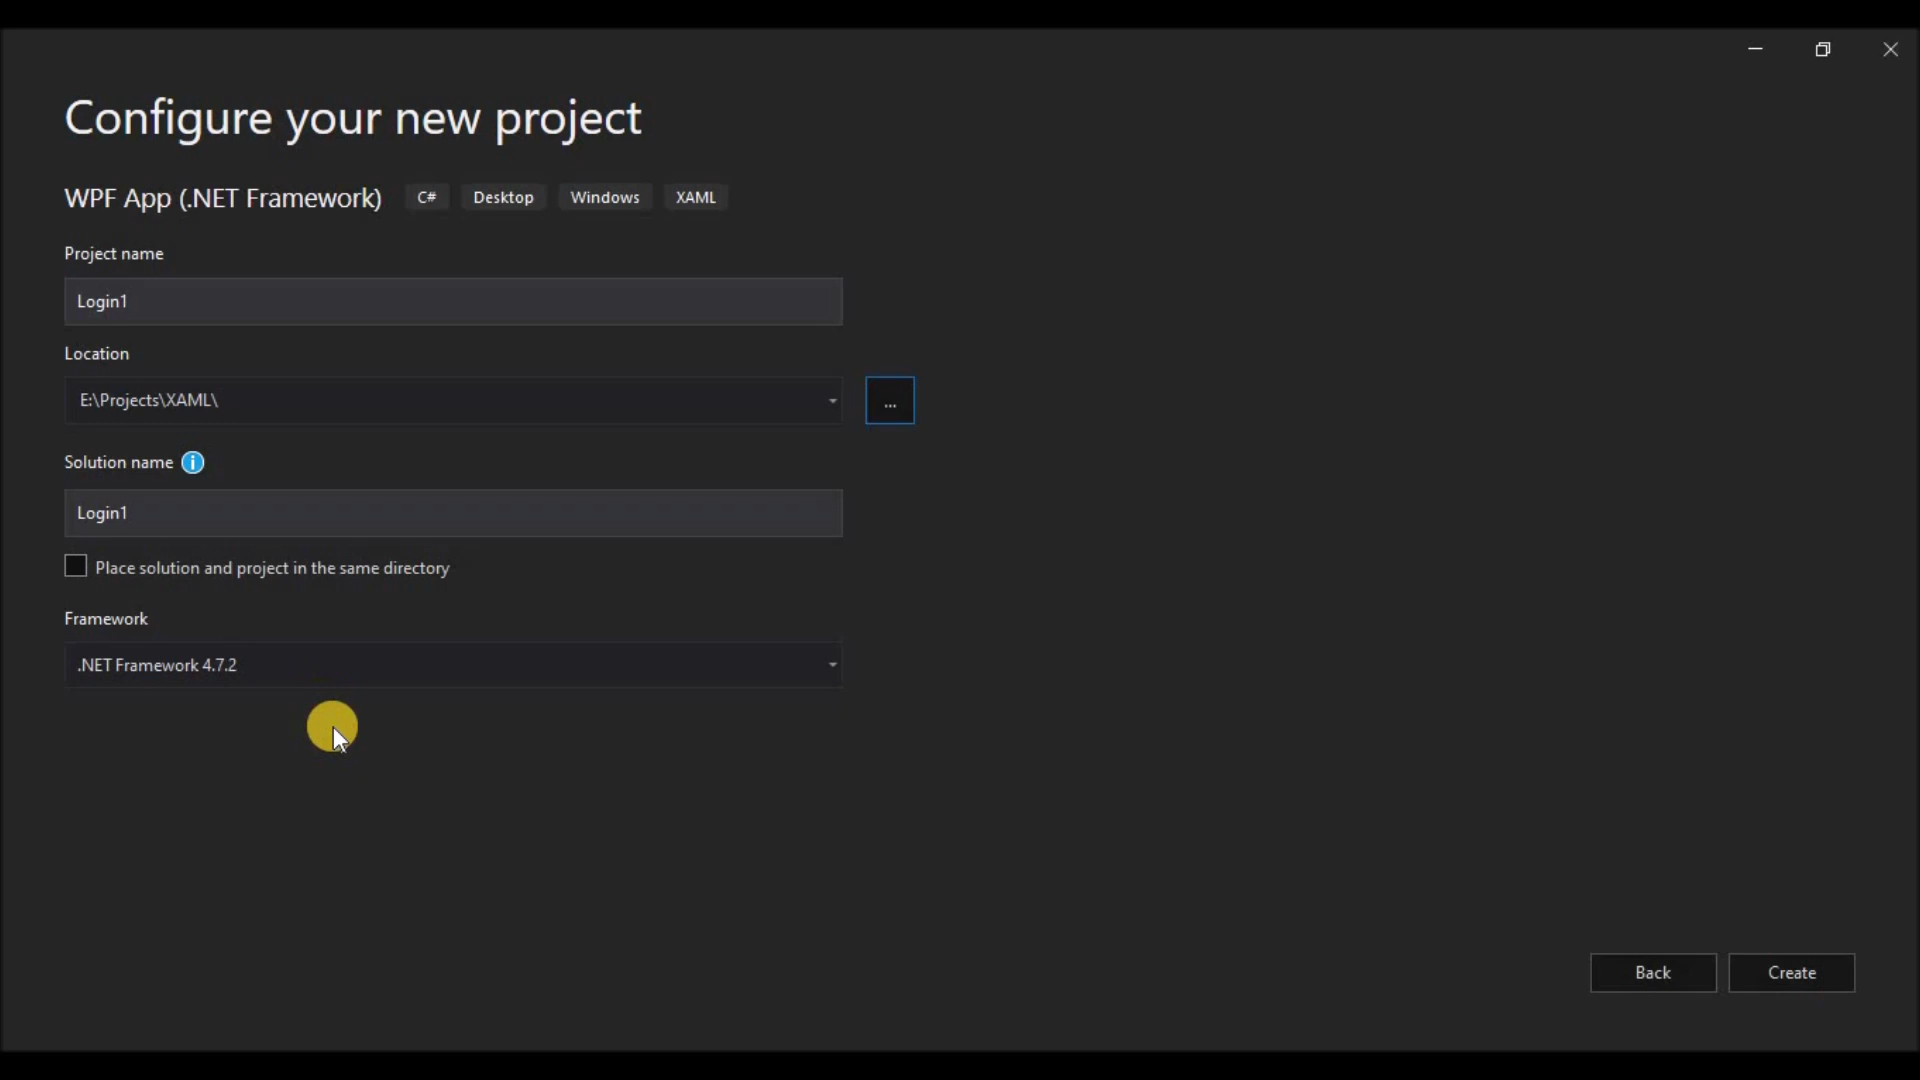 Configure your new project
WPF App (.NET Framework) C# Desktop Windows XAML
Project name
Login1
Location
E:\Projects\XAML\
...
Solution name
Login1
Place solution and project in the same directory
Framework
.NET Framework 4.7.2
Back Create